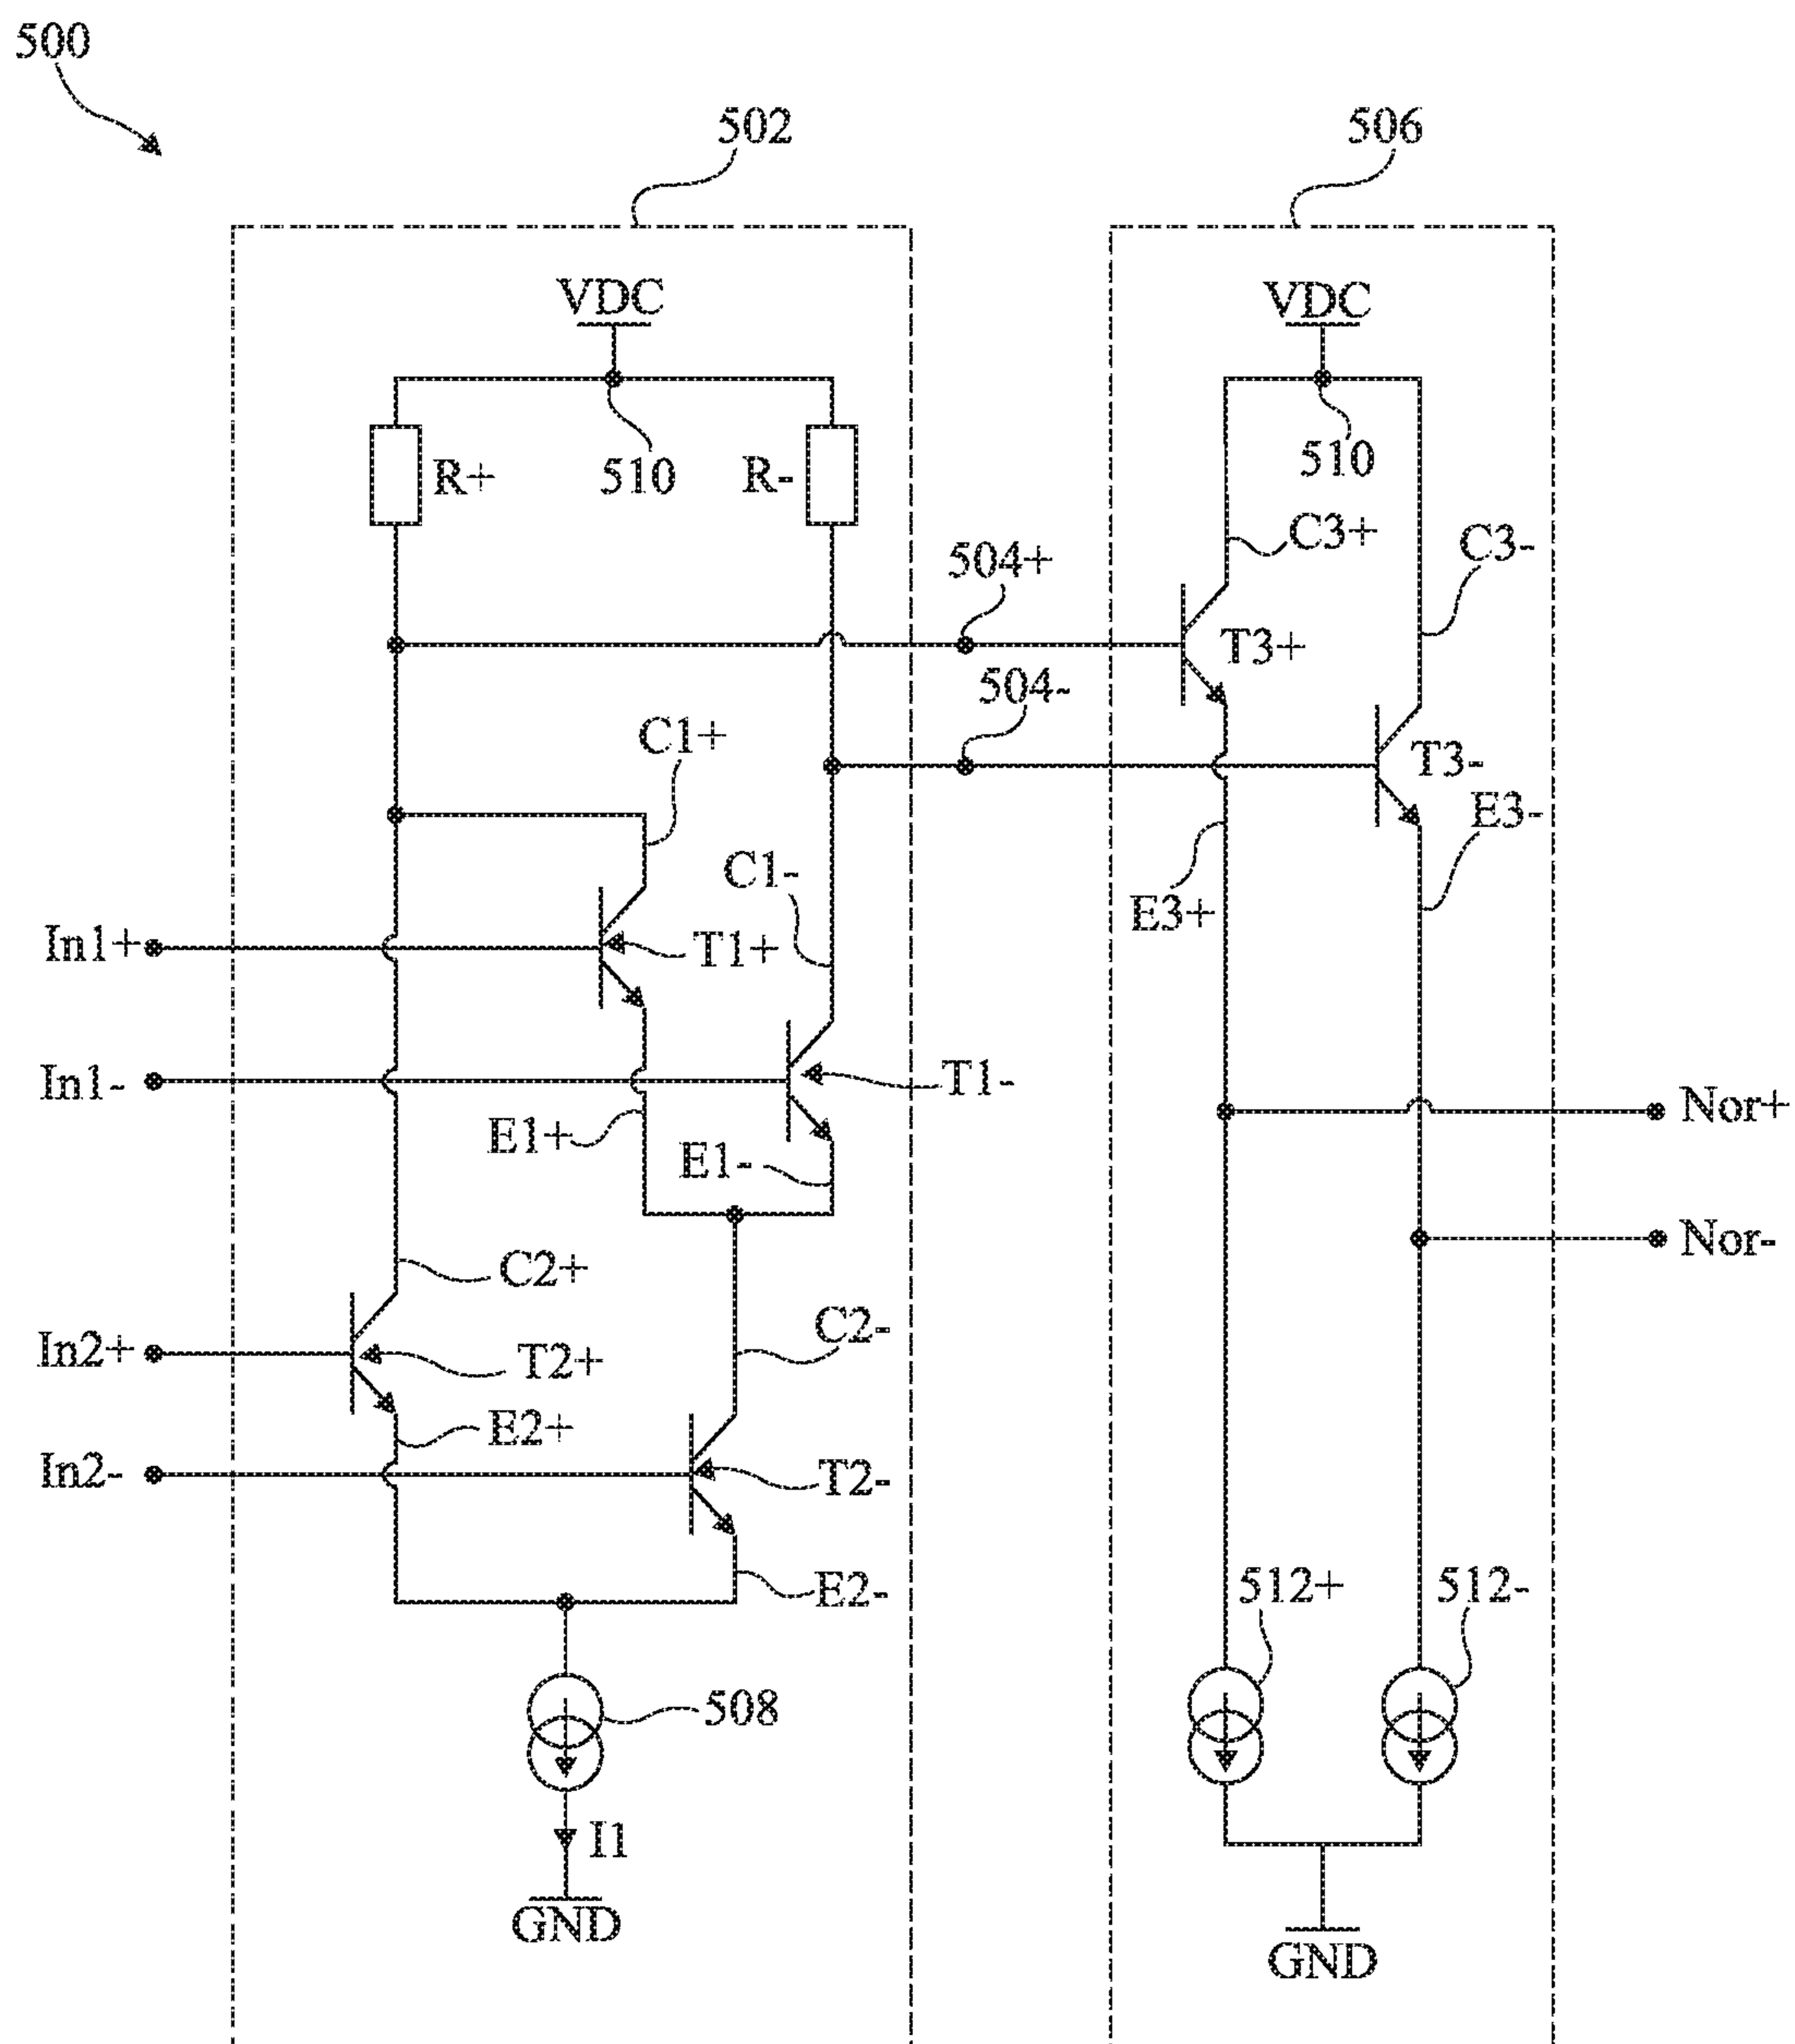 500
502
506
VDC
VDC
R+
510
R-
510
C3+
C3-
504+
T3+
504-
C1+
T3-
E3-
C1-
E3+
In1+
T1+
In1-
T1-
Nor+
E1+
E1-
Nor-
C2+
C2-
In2+
T2+
E2+
In2-
T2-
E2-
512+
512-
508
I1
GND
GND